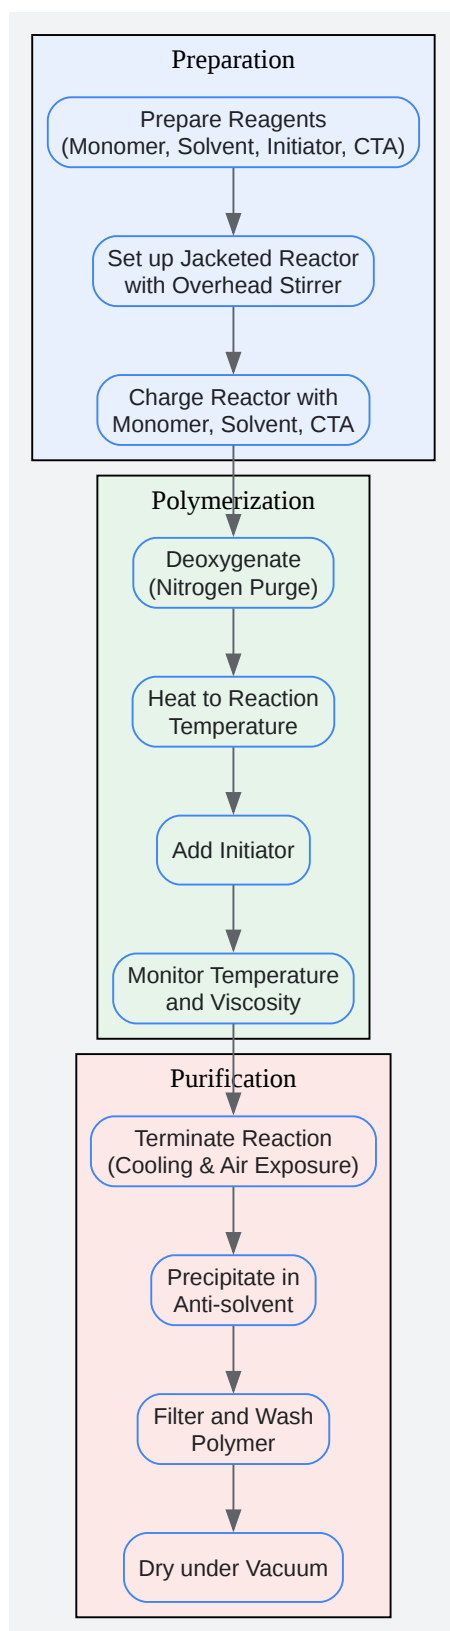 Preparation
Prepare Reagents
(Monomer, Solvent, Initiator, CTA)
Set up Jacketed Reactor
with Overhead Stirrer
Charge Reactor with
Monomer, Solvent, CTA
Polymerization
Deoxygenate
(Nitrogen Purge)
Heat to Reaction
Temperature
Add Initiator
Monitor Temperature
and Viscosity
Purification
Terminate Reaction
(Cooling & Air Exposure)
Precipitate in
Anti-solvent
Filter and Wash
Polymer
Dry under Vacuum